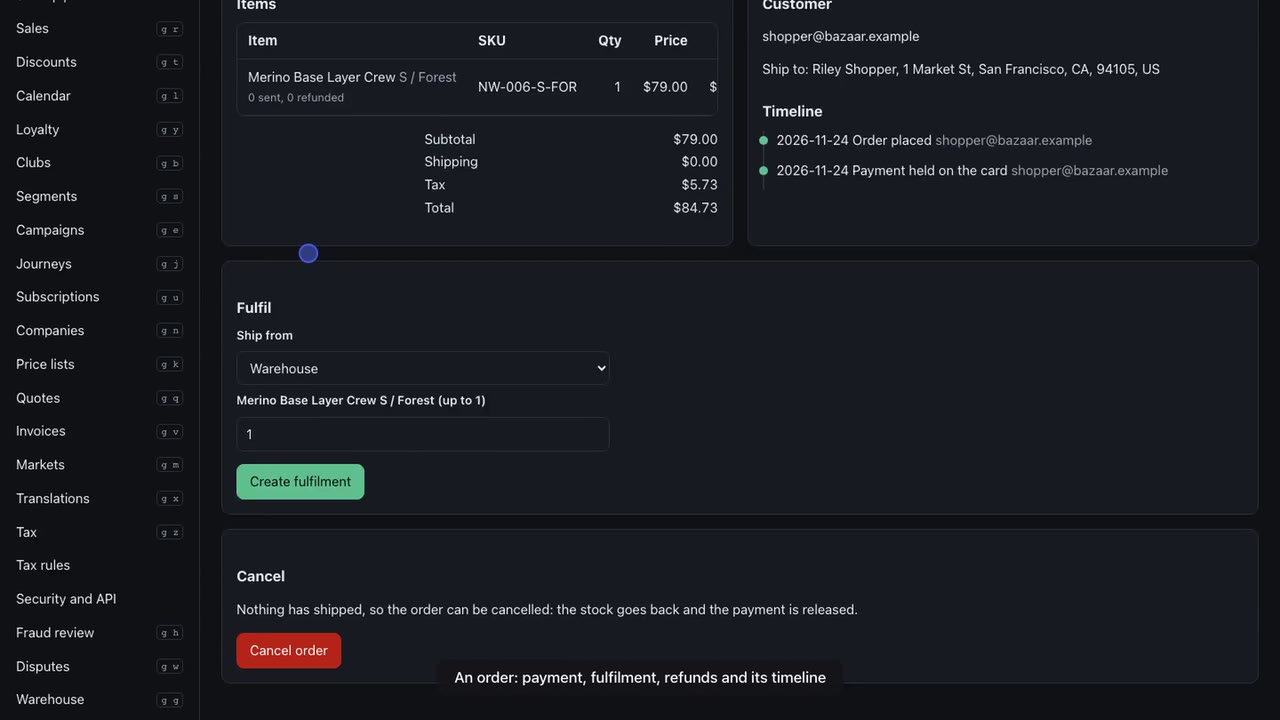 Sales g r
Discounts g t
Calendar g l
Loyalty g y
Clubs g b
Segments g s
Campaigns g e
Journeys g j
Subscriptions g u
Companies g n
Price lists g k
Quotes g q
Invoices g v
Markets g m
Translations g x
Tax g z
Tax rules
Security and API
Fraud review g h
Disputes g w
Warehouse g g
Items
Item SKU Qty Price
Merino Base Layer Crew S / Forest NW-006-S-FOR 1 $79.00 $
0 sent, 0 refunded
Subtotal $79.00
Shipping $0.00
Tax $5.73
Total $84.73
Customer
shopper@bazaar.example
Ship to: Riley Shopper, 1 Market St, San Francisco, CA, 94105, US
Timeline
2026-11-24 Order placed shopper@bazaar.example
2026-11-24 Payment held on the card shopper@bazaar.example
Fulfil
Ship from
Warehouse
Merino Base Layer Crew S / Forest (up to 1)
1
Create fulfilment
Cancel
Nothing has shipped, so the order can be cancelled: the stock goes back and the payment is released.
Cancel order
An order: payment, fulfilment, refunds and its timeline